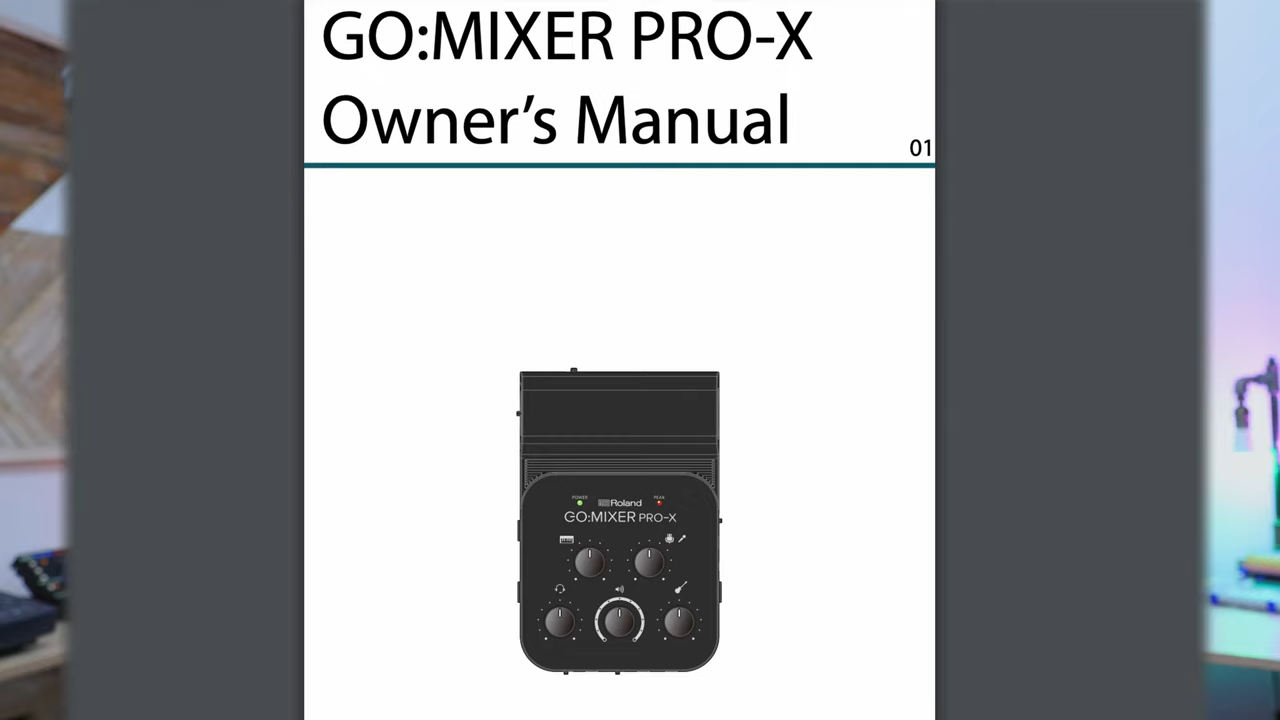 GO:MIXER PRO-X
Owner's Manual
01
POWER
Roland
PEAK
GO:MIXER PRO-X